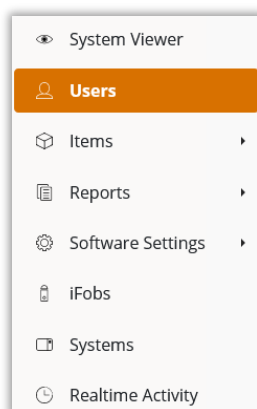 System Viewer
Users
Items
Reports
Software Settings
iFobs
Systems
Realtime Activity